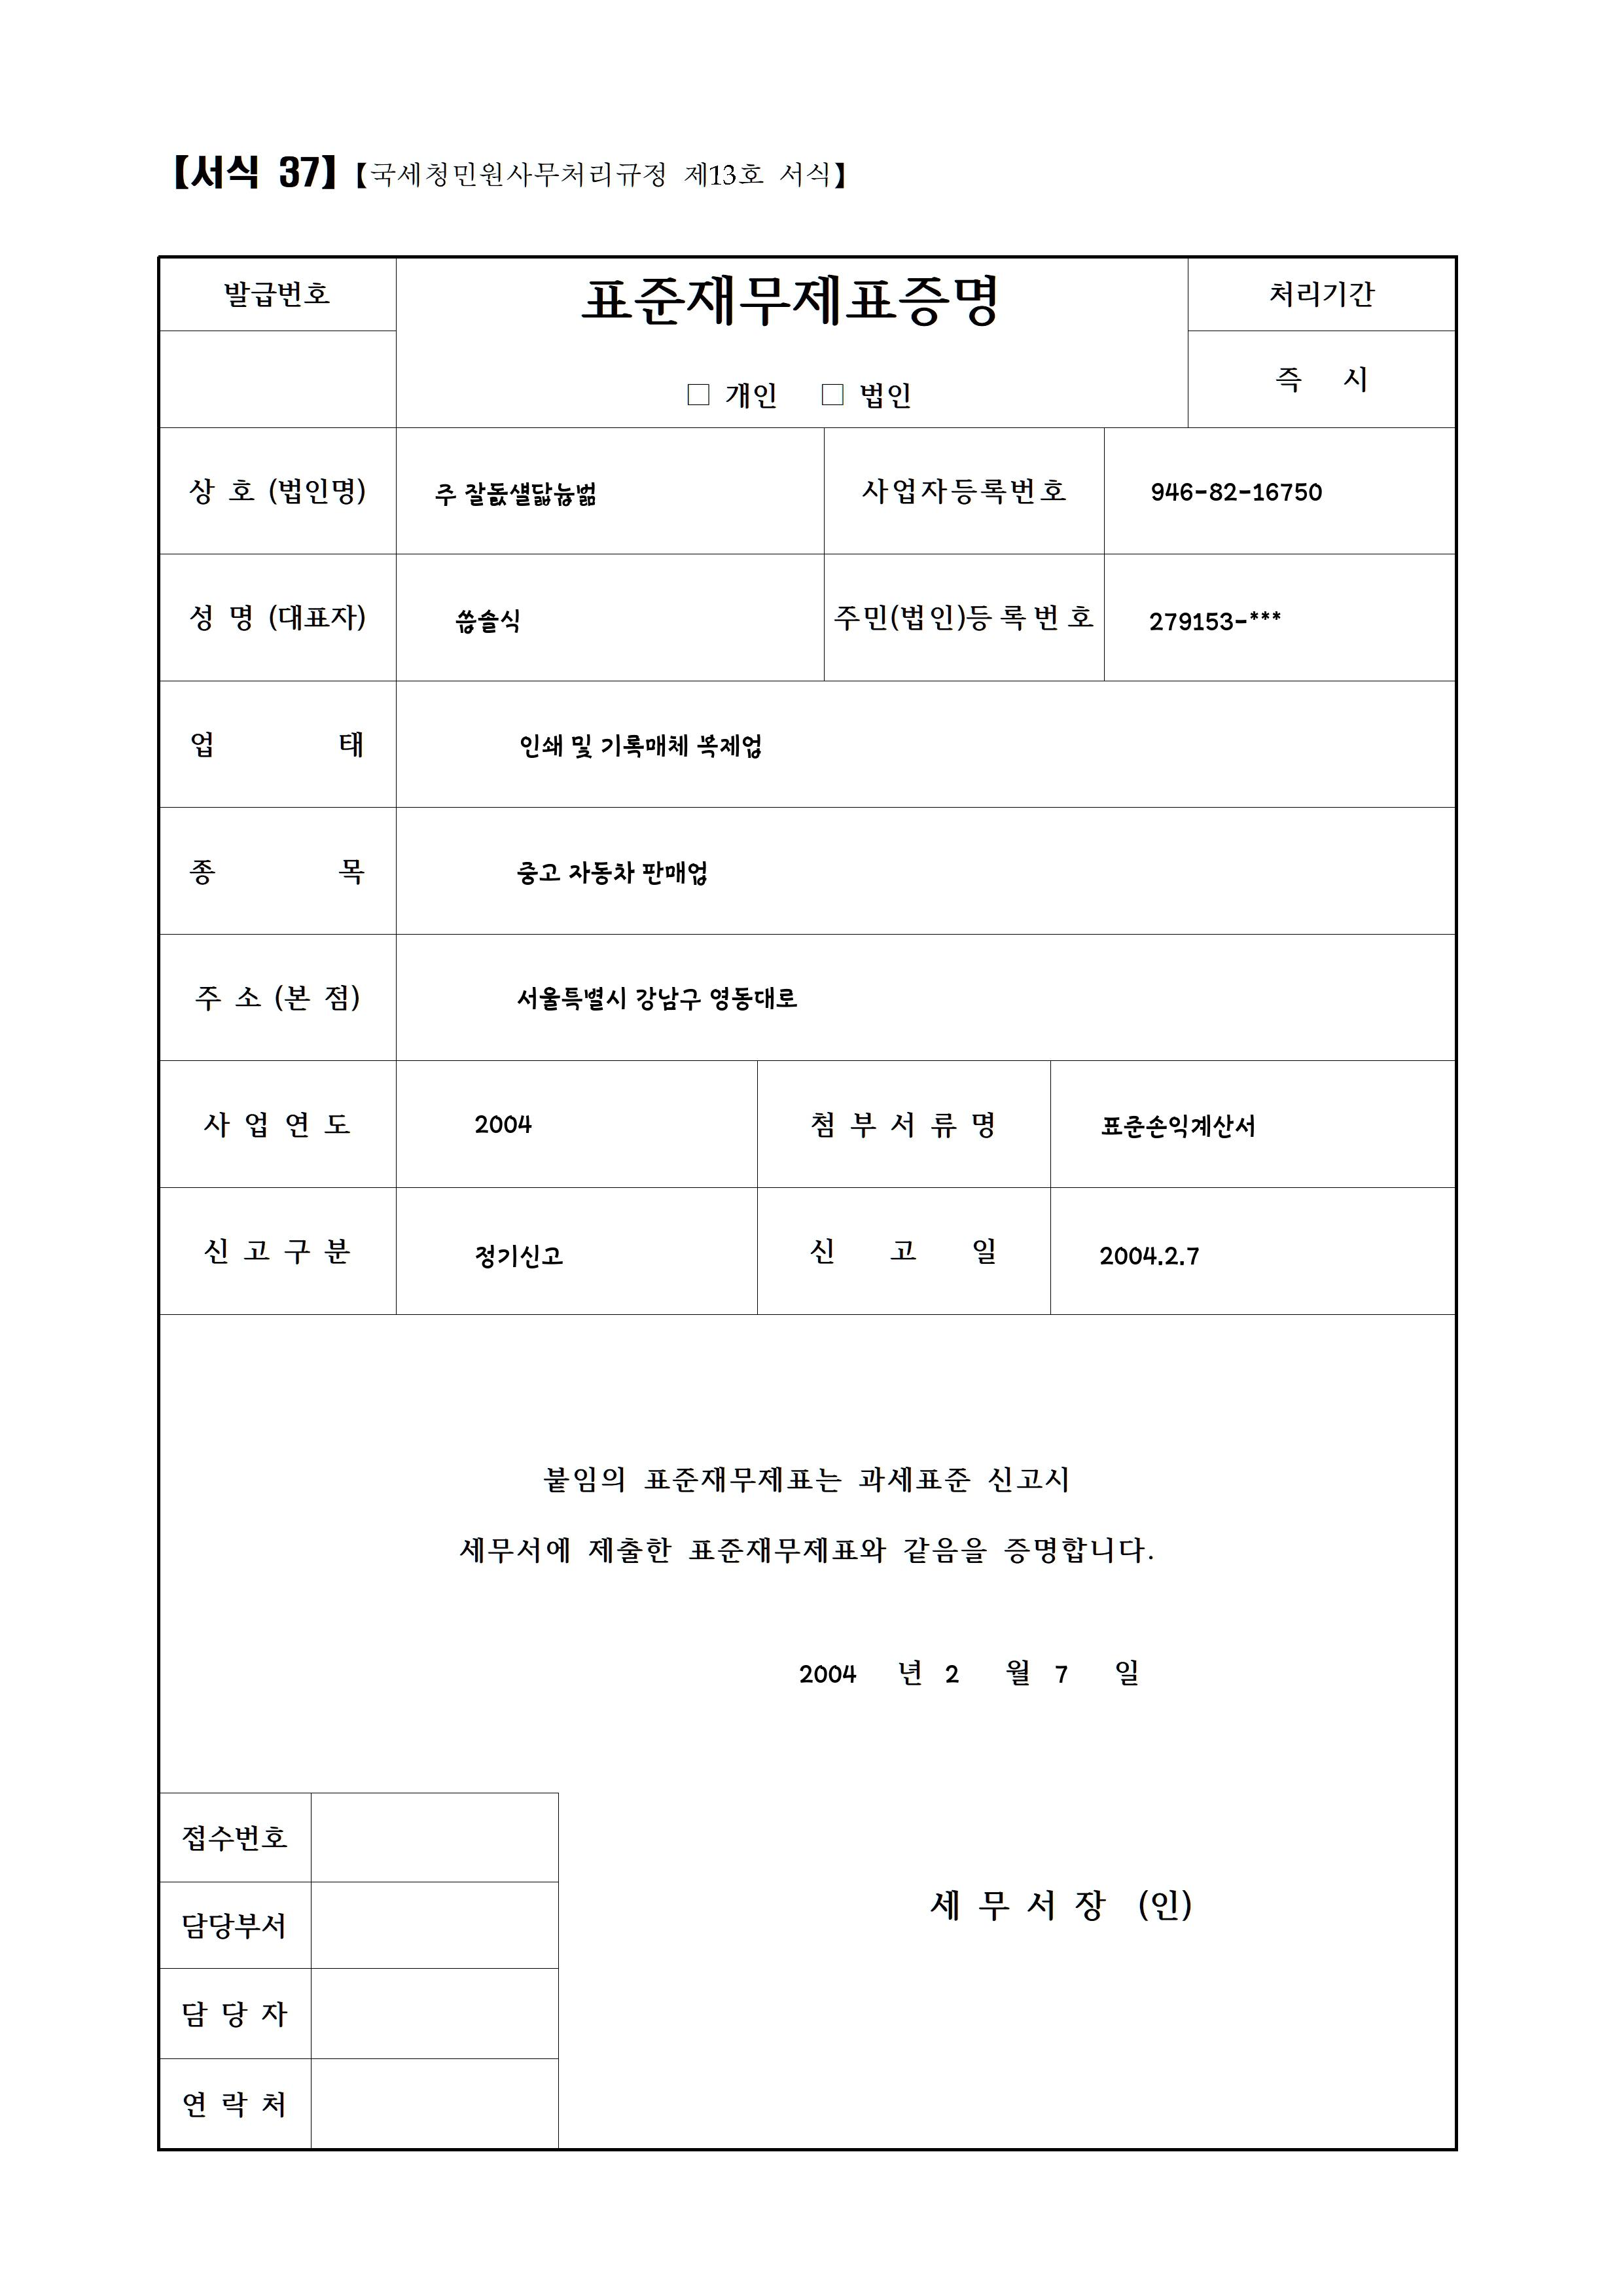 【서식 37】【국세청민원사무처리규정 제13호 서식】
발급번호
표준재무제표증명
처리기간
□ 개인 □ 법인
즉 시
상 호 (법인명) 주
사업자등록번호 946-82-16750
성 명 (대표자) 씀솔식
주민(법인)등록번호 279153-***
업 태 인쇄 및 기록매체 복제업
종 목 중고 자동차 판매업
주 소 (본 점) 서울특별시 강남구 영동대로
사 업 연 도 2004
첨 부 서 류 명 표준손익계산서
신 고 구 분 정기신고
신 고 일 2004.2.7
붙임의 표준재무제표는 과세표준 신고시
세무서에 제출한 표준재무제표와 같음을 증명합니다.
2004 년 2 월 7 일
접수번호
담당부서
세 무 서 장 (인)
담 당 자
연 락 처